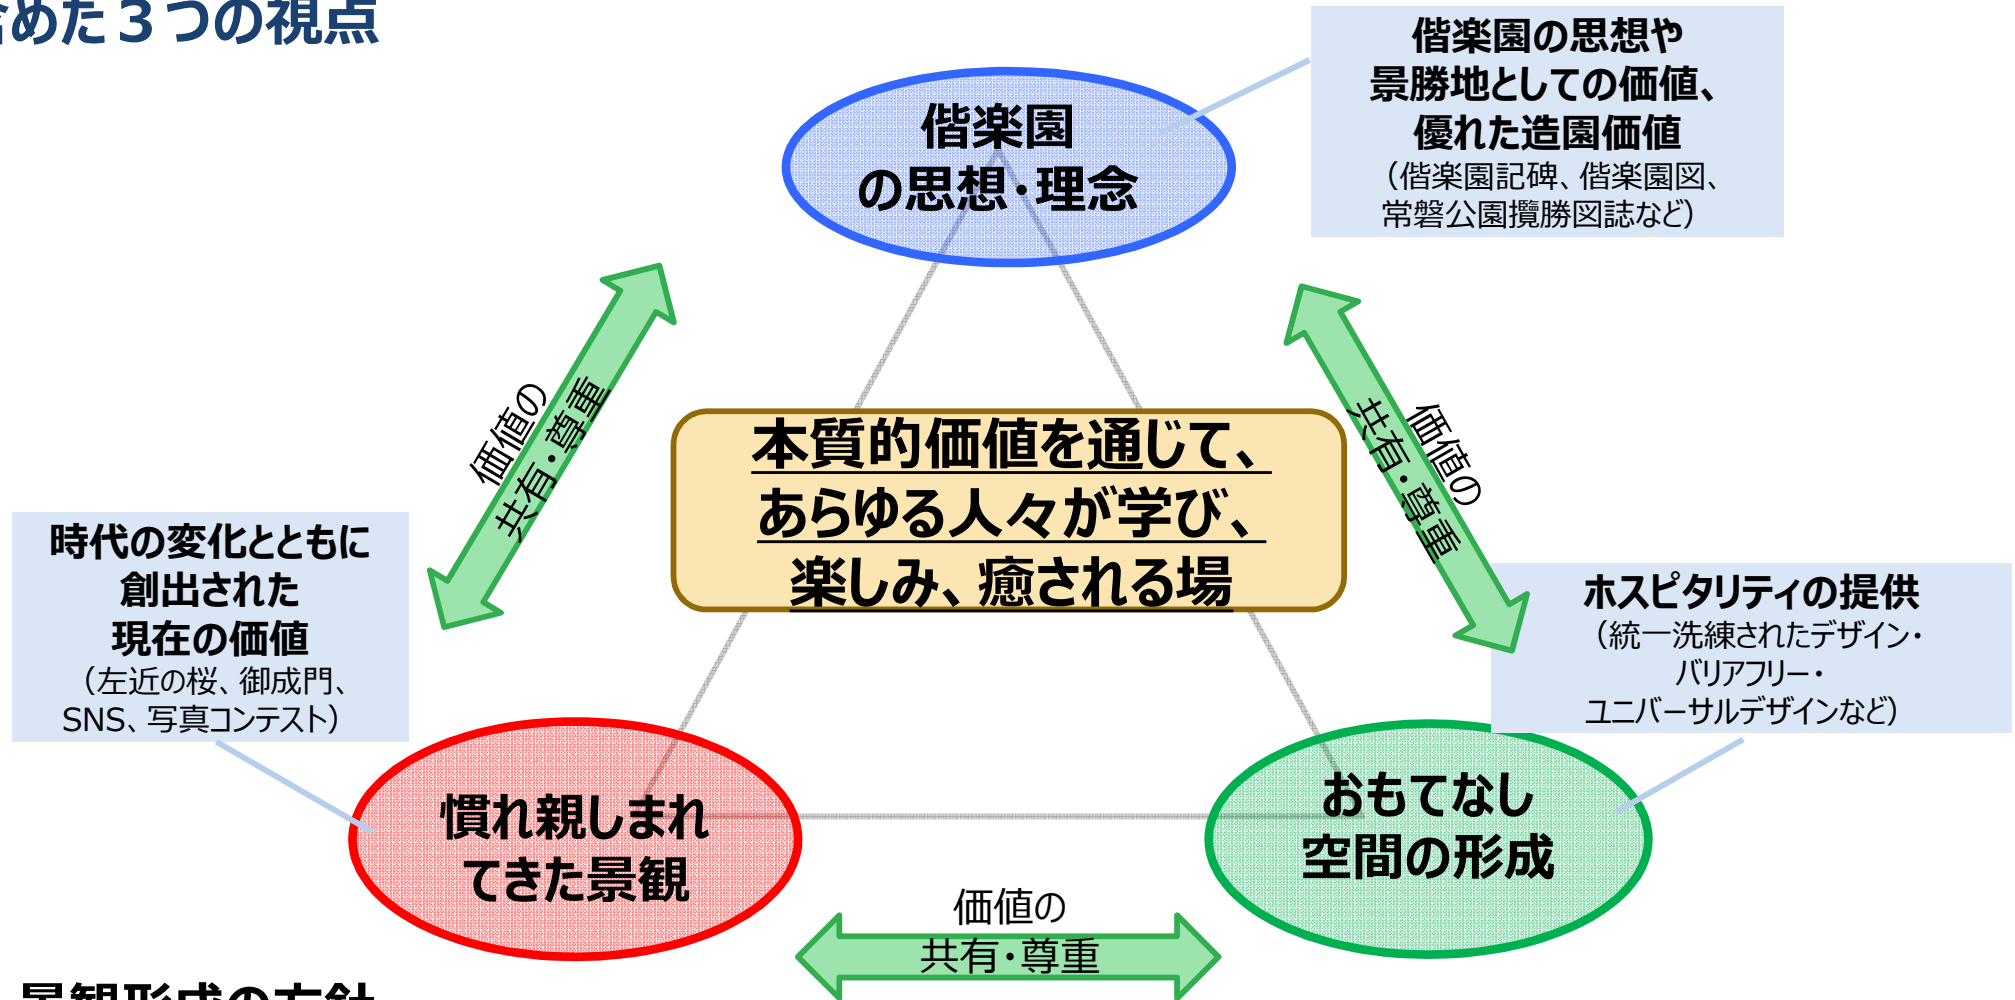 含めた３つの視点
偕楽園の思想や
景勝地としての価値、
優れた造園価値
（偕楽園記碑、偕楽園図、
常磐公園攬勝図誌など）
偕楽園
の思想・理念
価値の
共有・尊重
価値の
共有・尊重
本質的価値を通じて、
あらゆる人々が学び、
楽しみ、癒される場
時代の変化とともに
創出された
現在の価値
（左近の桜、御成門、
SNS、写真コンテスト）
ホスピタリティの提供
（統一洗練されたデザイン・
バリアフリー・
ユニバーサルデザインなど）
慣れ親しまれ
てきた景観
おもてなし
空間の形成
価値の
共有・尊重
景観形成の方針